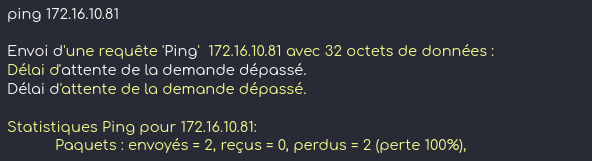 ping 172.16.10.81
Envoi d'une requête 'Ping'  172.16.10.81 avec 32 octets de données :
Délai d'attente de la demande dépassé.
Délai d'attente de la demande dépassé.
Statistiques Ping pour 172.16.10.81:
Paquets : envoyés = 2, reçus = 0, perdus = 2 (perte 100%),